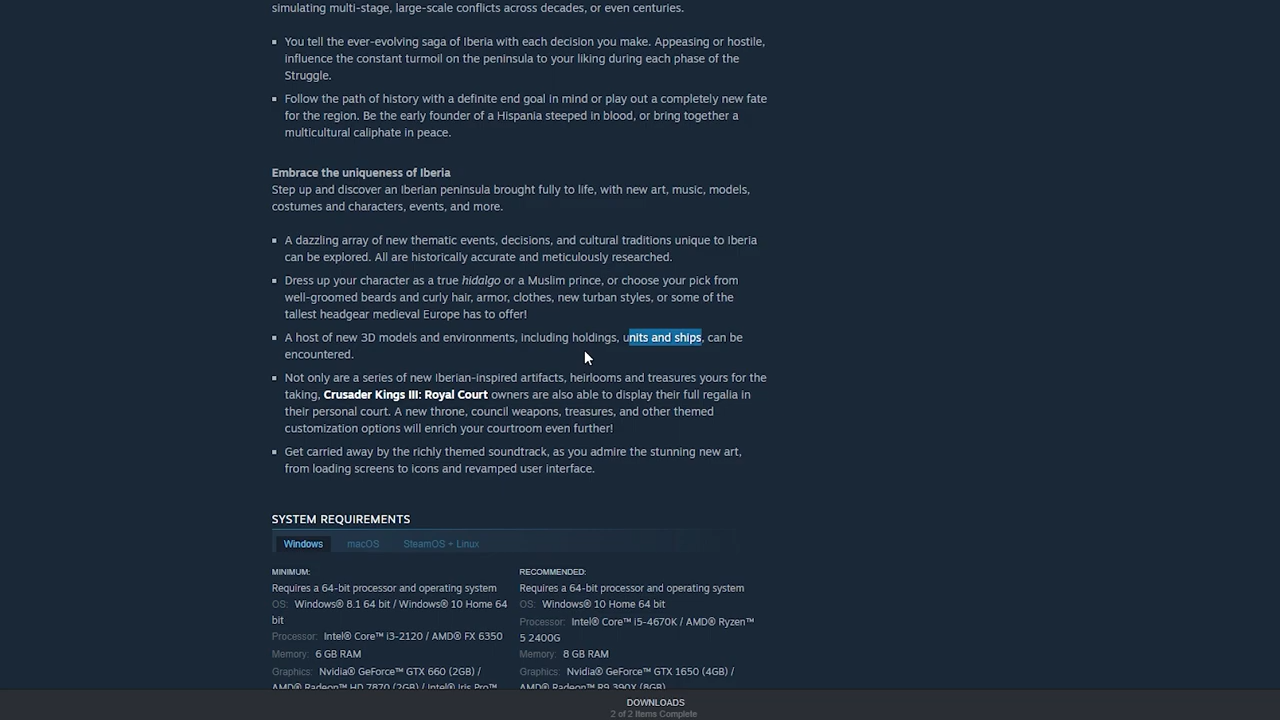 simulating multi-stage, large-scale conflicts across decades, or even centuries.
You tell the ever-evolving saga of Iberia with each decision you make. Appeasing or hostile,
influence the constant turmoil on the peninsula to your liking during each phase of the
Struggle.
Follow the path of history with a definite end goal in mind or play out a completely new fate
for the region. Be the early founder of a Hispania steeped in blood, or bring together a
multicultural caliphate in peace.
Embrace the uniqueness of Iberia
Step up and discover an Iberian peninsula brought fully to life, with new art, music, models,
costumes and characters, events, and more.
A dazzling array of new thematic events, decisions, and cultural traditions unique to Iberia
can be explored. All are historically accurate and meticulously researched.
Dress up your character as a true hidalgo or a Muslim prince, or choose your pick from
well-groomed beards and curly hair, armor, clothes, new turban styles, or some of the
tallest headgear medieval Europe has to offer!
A host of new 3D models and environments, including holdings, units and ships, can be
encountered.
Not only are a series of new Iberian-inspired artifacts, heirlooms and treasures yours for the
taking, Crusader Kings III: Royal Court owners are also able to display their full regalia in
their personal court. A new throne, council weapons, treasures, and other themed
customization options will enrich your courtroom even further!
Get carried away by the richly themed soundtrack, as you admire the stunning new art,
from loading screens to icons and revamped user interface.
SYSTEM REQUIREMENTS
Windows macOS SteamOS + Linux
MINIMUM:
Requires a 64-bit processor and operating system
OS: Windows® 8.1 64 bit / Windows® 10 Home 64
bit
Processor: Intel® Core™ i3-2120 / AMD® FX 6350
Memory: 6 GB RAM
Graphics: Nvidia® GeForce™ GTX 660 (2GB) /
AMD® Radeon™ HD 7870 (2GB) / Intel® Iris Pro™
RECOMMENDED:
Requires a 64-bit processor and operating system
OS: Windows® 10 Home 64 bit
Processor: Intel® Core™ i5-4670K / AMD® Ryzen™
5 2400G
Memory: 8 GB RAM
Graphics: Nvidia® GeForce™ GTX 1650 (4GB) /
AMD® Radeon™ R9 390X (8GB)
DOWNLOADS
2 of 2 Items Complete